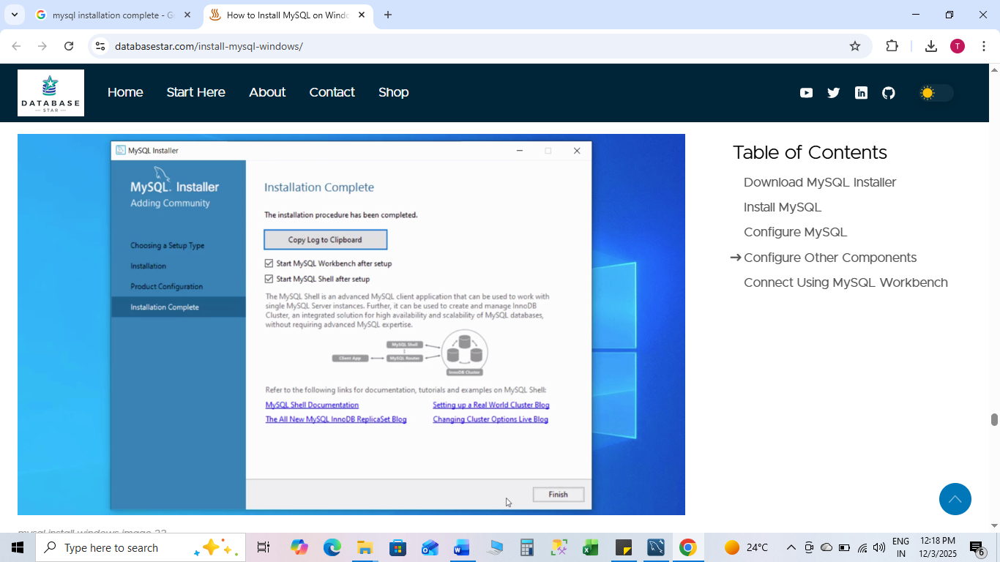 mysql installation complete - G
How to Install MySQL on Windo
databasestar.com/install-mysql-windows/
T
DATABASE
STAR
Home
Start Here
About
Contact
Shop
MySQL Installer
MySQL. Installer
Adding Community
Choosing a Setup Type
Installation
Product Configuration
Installation Complete
Installation Complete
The installation procedure has been completed.
Copy Log to Clipboard
Start MySQL Workbench after setup
Start MySQL Shell after setup
The MySQL Shell is an advanced MySQL client application that can be used to work with
single MySQL Server instances. Further, it can be used to create and manage InnoDB
Cluster, an integrated solution for high availability and scalability of MySQL databases,
without requiring advanced MySQL expertise.
MySQL Shell
Client App
MySQL Router
InnoDB Cluster
Refer to the following links for documentation, tutorials and examples on MySQL Shell:
MySQL Shell Documentation
Setting up a Real World Cluster Blog
The All New MySQL InnoDB ReplicaSet Blog
Changing Cluster Options Live Blog
Finish
Table of Contents
Download MySQL Installer
Install MySQL
Configure MySQL
→ Configure Other Components
Connect Using MySQL Workbench
mysql install windows image 22
Type here to search
24°C
ENG
IN
12:18 PM
12/3/2025
6